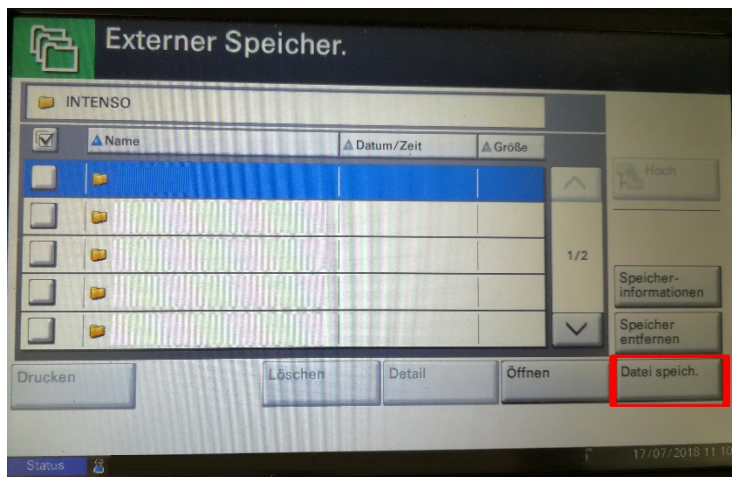 Externer Speicher.
INTENSO
Name Datum/Zeit Größe
Hoch
1/2
Speicher-
informationen
Speicher
entfernen
Drucken Löschen Detail Öffnen Datei speich.
Status 17/07/2018 11:10